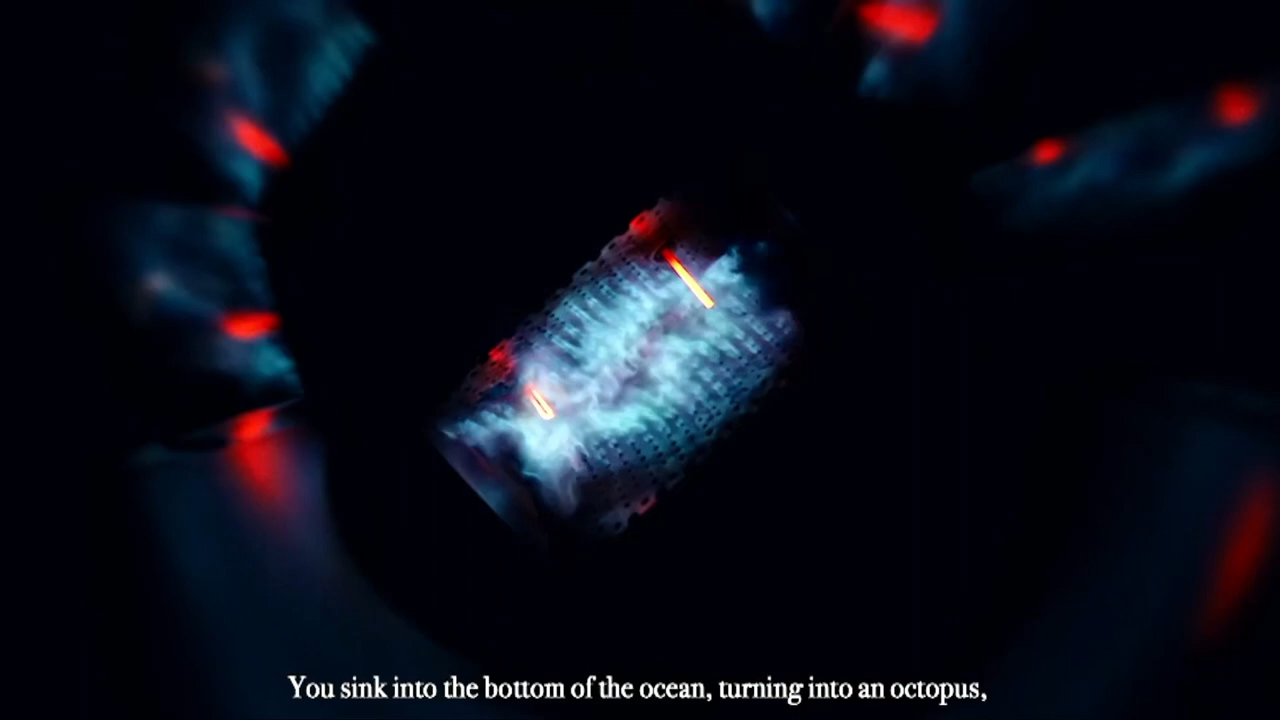 You sink into the bottom of the ocean, turning into an octopus,